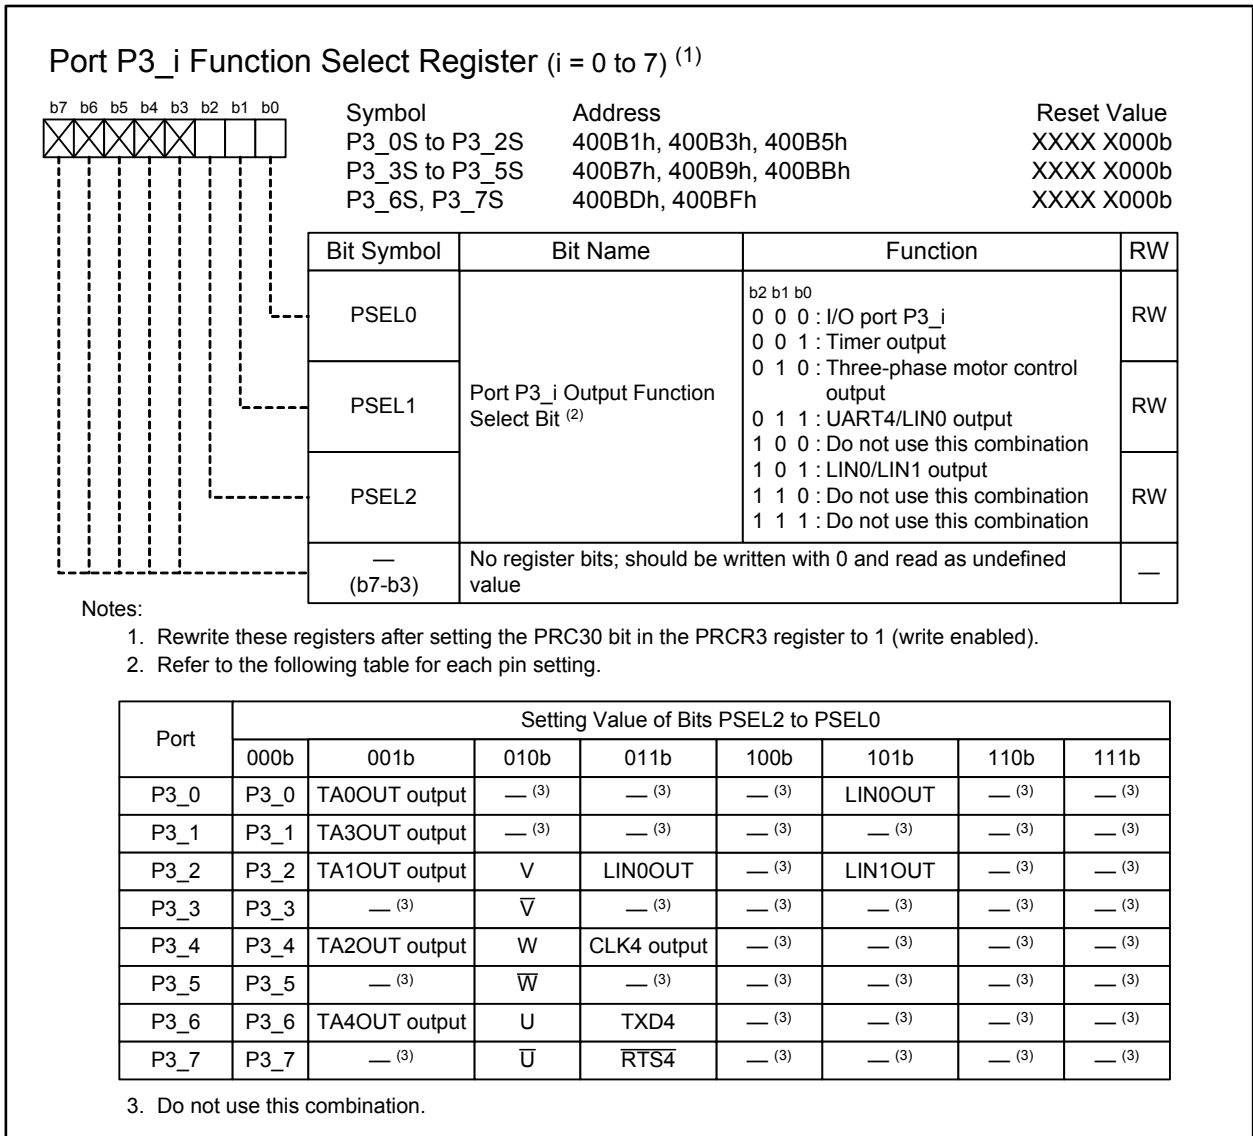 Port P3_i Function Select Register (i = 0 to 7) (1)
b7 b6 b5 b4 b3 b2 b1 b0
Symbol Address Reset Value
P3_0S to P3_2S 400B1h, 400B3h, 400B5h XXXX X000b
P3_3S to P3_5S 400B7h, 400B9h, 400BBh XXXX X000b
P3_6S, P3_7S 400BDh, 400BFh XXXX X000b
Bit Symbol Bit Name Function RW
PSEL0 RW
PSEL1 RW
PSEL2 RW
Port P3_i Output Function
Select Bit (2)
b2 b1 b0
0 0 0 : I/O port P3_i
0 0 1 : Timer output
0 1 0 : Three-phase motor control
output
0 1 1 : UART4/LIN0 output
1 0 0 : Do not use this combination
1 0 1 : LIN0/LIN1 output
1 1 0 : Do not use this combination
1 1 1 : Do not use this combination
—
(b7-b3)
No register bits; should be written with 0 and read as undefined
value
—
Notes:
1. Rewrite these registers after setting the PRC30 bit in the PRCR3 register to 1 (write enabled).
2. Refer to the following table for each pin setting.
Port Setting Value of Bits PSEL2 to PSEL0
000b 001b 010b 011b 100b 101b 110b 111b
P3_0 P3_0 TA0OUT output — (3) — (3) — (3) LIN0OUT — (3) — (3)
P3_1 P3_1 TA3OUT output — (3) — (3) — (3) — (3) — (3) — (3)
P3_2 P3_2 TA1OUT output V LIN0OUT — (3) LIN1OUT — (3) — (3)
P3_3 P3_3 — (3) V̅ — (3) — (3) — (3) — (3) — (3)
P3_4 P3_4 TA2OUT output W CLK4 output — (3) — (3) — (3) — (3)
P3_5 P3_5 — (3) W̅ — (3) — (3) — (3) — (3) — (3)
P3_6 P3_6 TA4OUT output U TXD4 — (3) — (3) — (3) — (3)
P3_7 P3_7 — (3) U̅ R̅T̅S̅4̅ — (3) — (3) — (3) — (3)
3. Do not use this combination.